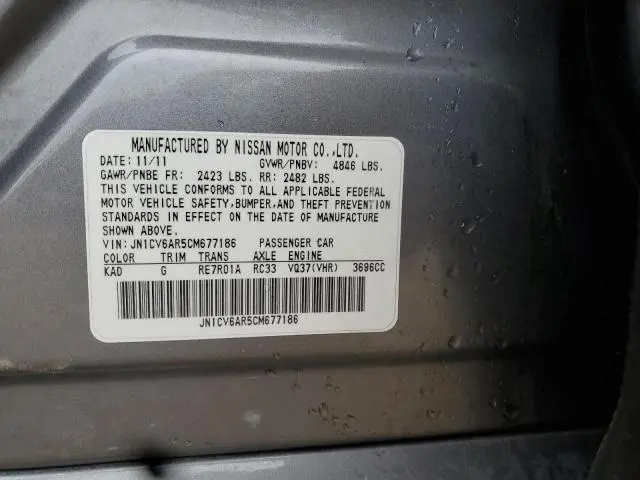 MANUFACTURED BY NISSAN MOTOR CO.,LTD.
DATE: 11/11 GVWR/PNBV: 4846 LBS.
GAWR/PNBE FR: 2423 LBS. RR: 2482 LBS.
THIS VEHICLE CONFORMS TO ALL APPLICABLE FEDERAL
MOTOR VEHICLE SAFETY,BUMPER,AND THEFT PREVENTION
STANDARDS IN EFFECT ON THE DATE OF MANUFACTURE
SHOWN ABOVE.
VIN: JN1CV6AR5CM677186 PASSENGER CAR
COLOR TRIM TRANS AXLE ENGINE
KAD G RE7R01A RC33 VQ37(VHR) 3696CC
JN1CV6AR5CM677186